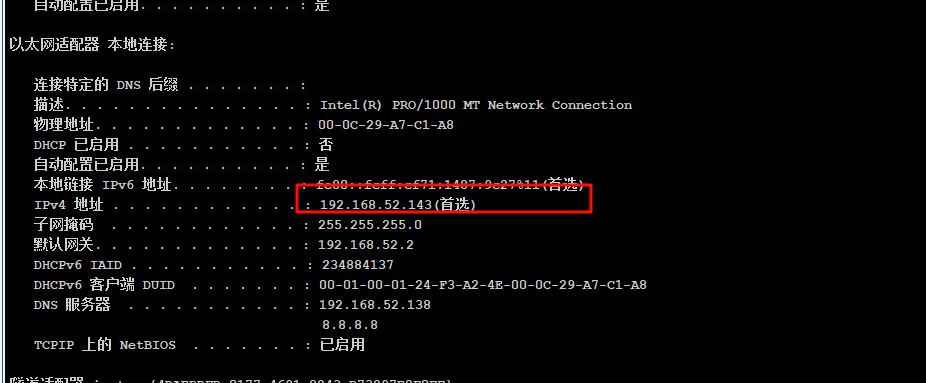 自动配置已启用. . . . . . . . . . : 是
以太网适配器 本地连接:
连接特定的 DNS 后缀 . . . . . . . :
描述. . . . . . . . . . . . . . . : Intel(R) PRO/1000 MT Network Connection
物理地址. . . . . . . . . . . . . : 00-0C-29-A7-C1-A8
DHCP 已启用 . . . . . . . . . . . : 否
自动配置已启用. . . . . . . . . . : 是
本地链接 IPv6 地址. . . . . . . . : (首选)
IPv4 地址 . . . . . . . . . . . . : 192.168.52.143(首选)
子网掩码 . . . . . . . . . . . . : 255.255.255.0
默认网关. . . . . . . . . . . . . : 192.168.52.2
DHCPv6 IAID . . . . . . . . . . . : 234884137
DHCPv6 客户端 DUID . . . . . . . : 00-01-00-01-24-F3-A2-4E-00-0C-29-A7-C1-A8
DNS 服务器 . . . . . . . . . . . : 192.168.52.138
8.8.8.8
TCPIP 上的 NetBIOS . . . . . . . : 已启用
隧道适配器